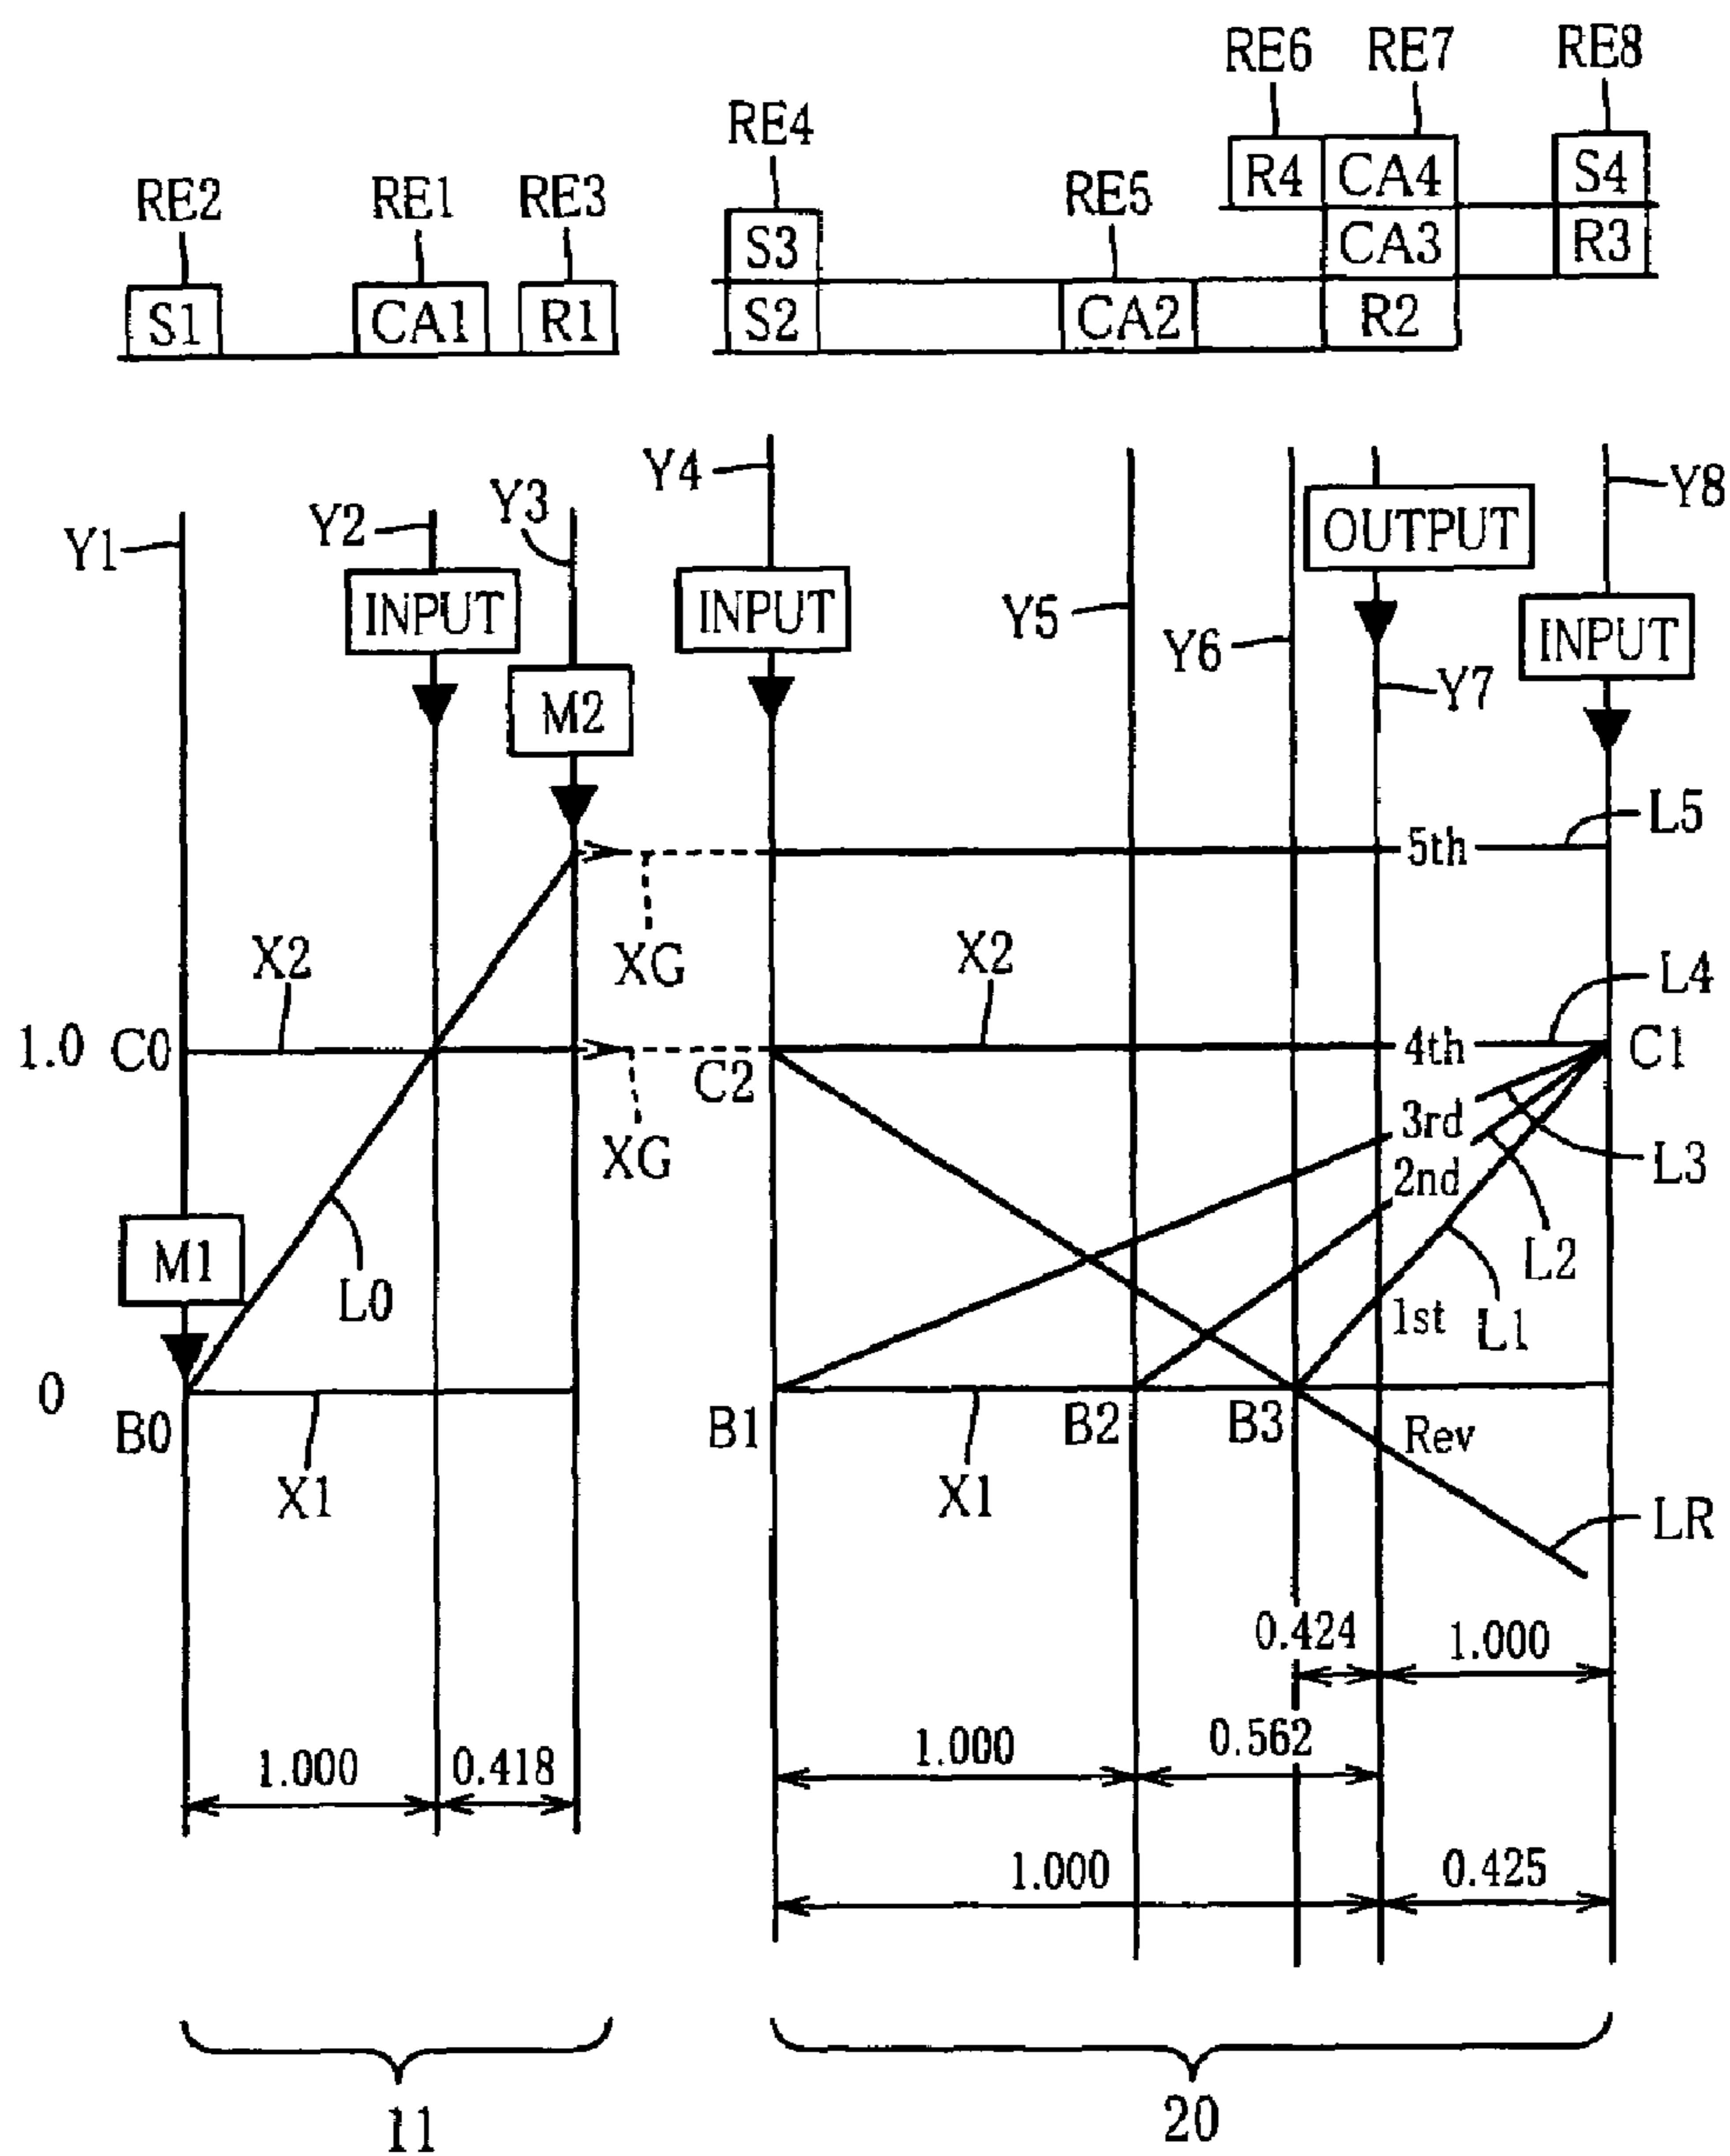 RE6 RE7 RE8
RE4
R4 CA4 S4
RE2 RE1 RE3 RE5
S3 CA3 R3
S1 CA1 R1 S2 CA2 R2
Y4 Y8
Y1 Y2 Y3
OUTPUT
INPUT INPUT Y5 INPUT
Y6
M2 Y7
L5
5th
X2 XG X2 L4
1.0 C0 4th C1
C2
3rd
XG L3
2nd
M1 L2
L0 1st L1
0
B0 B1 B2 B3 Rev
X1 X1
LR
0.424 1.000
1.000 0.562
1.000 0.418
1.000 0.425
11 20